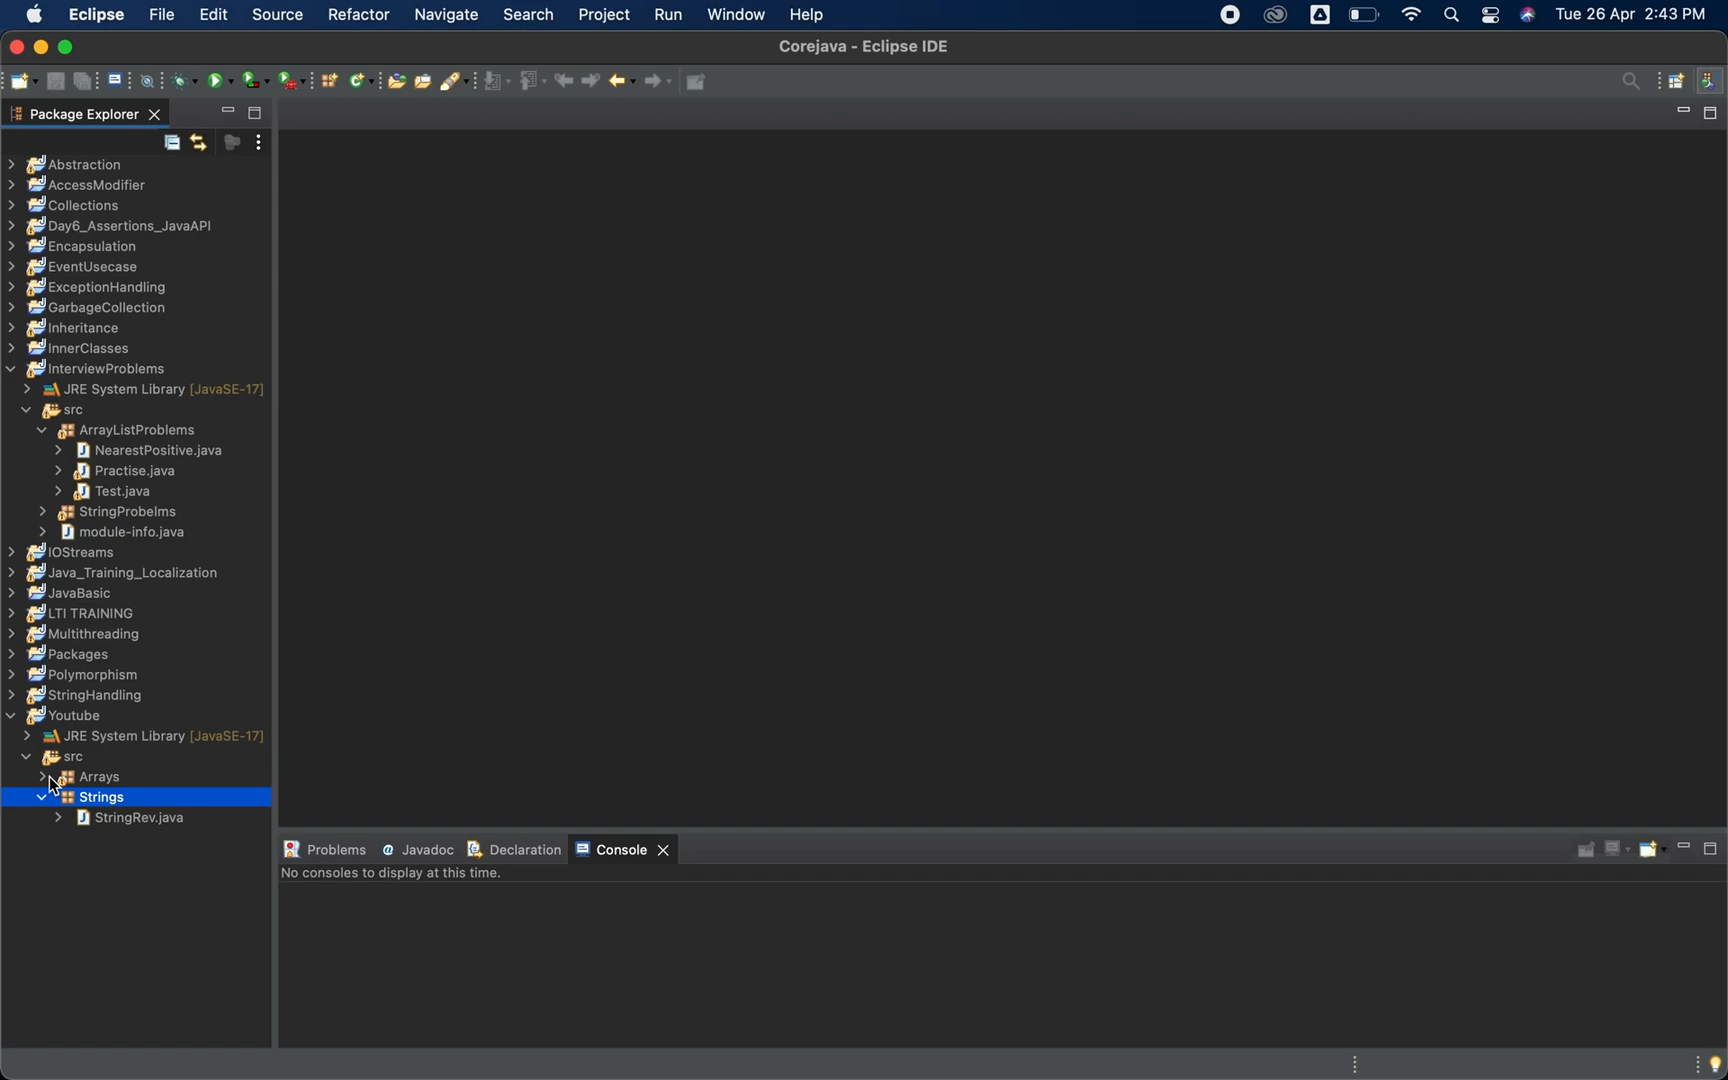 Eclipse File Edit Source Refactor Navigate Search Project Run Window Help Tue 26 Apr 2:43 PM
Corejava - Eclipse IDE
Package Explorer
Abstraction
AccessModifier
Collections
Day6_Assertions_JavaAPI
Encapsulation
EventUsecase
ExceptionHandling
GarbageCollection
Inheritance
InnerClasses
InterviewProblems
JRE System Library [JavaSE-17]
src
ArrayListProblems
NearestPositive.java
Practise.java
Test.java
StringProbelms
module-info.java
IOStreams
Java_Training_Localization
JavaBasic
LTI TRAINING
Multithreading
Packages
Polymorphism
StringHandling
Youtube
JRE System Library [JavaSE-17]
src
Arrays
Strings
StringRev.java
Problems Javadoc Declaration Console
No consoles to display at this time.